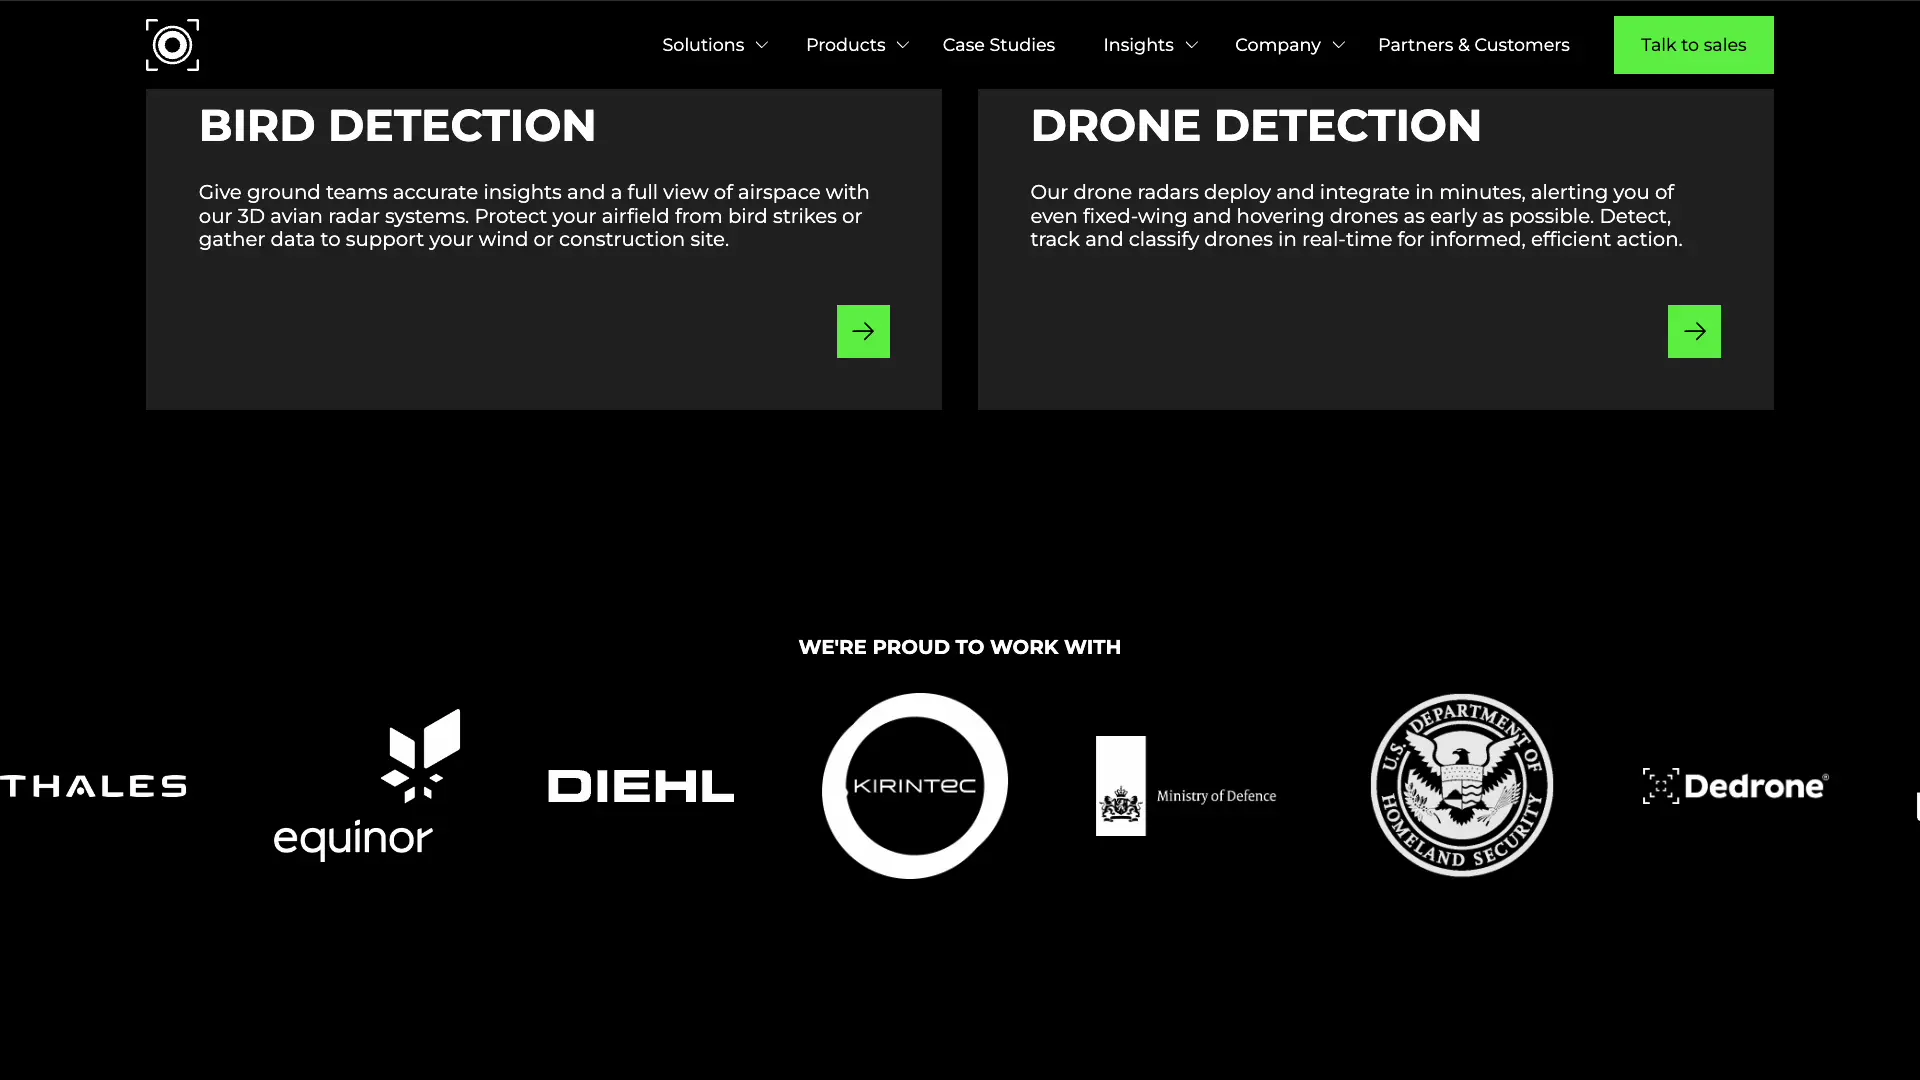 Solutions
Products
Case Studies
Insights
Company
Partners & Customers
Talk to sales
BIRD DETECTION
Give ground teams accurate insights and a full view of airspace with
our 3D avian radar systems. Protect your airfield from bird strikes or
gather data to support your wind or construction site.
DRONE DETECTION
Our drone radars deploy and integrate in minutes, alerting you of
even fixed-wing and hovering drones as early as possible. Detect,
track and classify drones in real-time for informed, efficient action.
WE'RE PROUD TO WORK WITH
THALES
equinor
DIEHL
KIRINTEC
Ministry of Defence
U.S. DEPARTMENT OF
HOMELAND SECURITY
Dedrone®